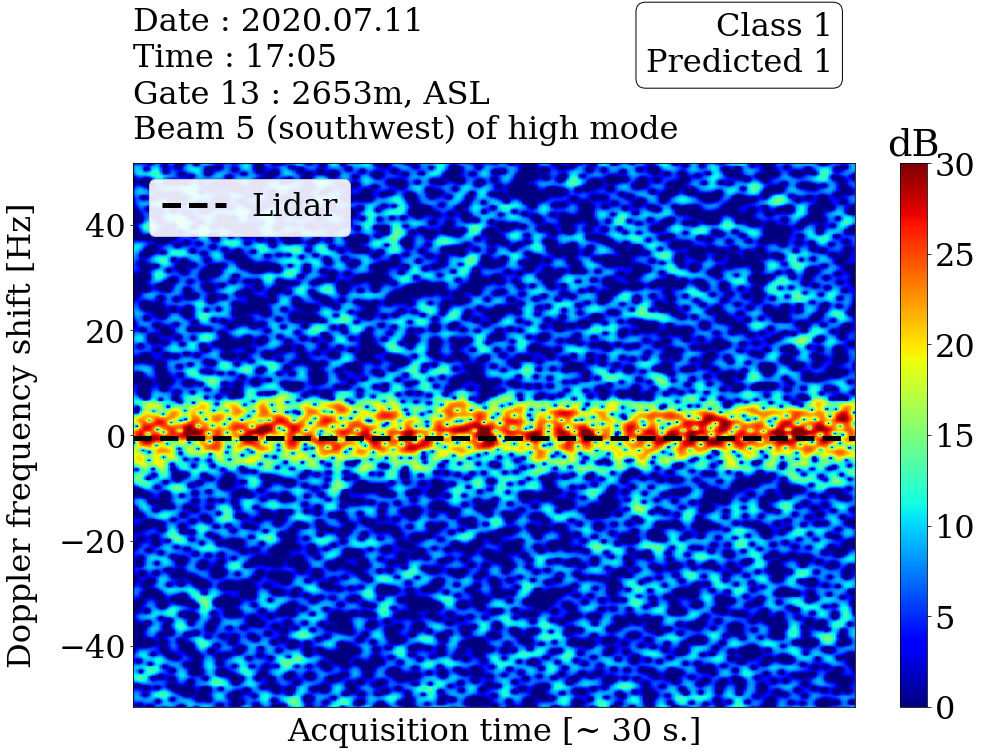 Date : 2020.07.11
Time : 17:05
Gate 13 : 2653m, ASL
Beam 5 (southwest) of high mode
Class 1
Predicted 1
dB
Lidar
Doppler frequency shift [Hz]
40
20
0
−20
−40
30
25
20
15
10
5
0
Acquisition time [~ 30 s.]